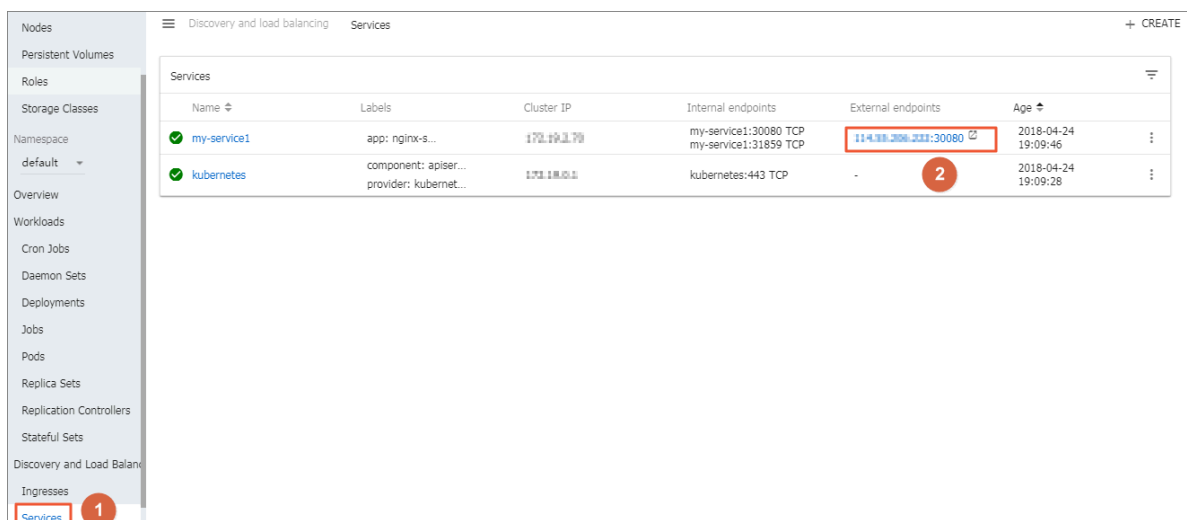 Nodes
Persistent Volumes
Roles
Storage Classes
Namespace
default
Overview
Workloads
Cron Jobs
Daemon Sets
Deployments
Jobs
Pods
Replica Sets
Replication Controllers
Stateful Sets
Discovery and Load Balanc
Ingresses
Services
1
Discovery and load balancing Services
+ CREATE
Services
Name Labels Cluster IP Internal endpoints External endpoints Age
my-service1 app: nginx-s... my-service1:30080 TCP :30080 2018-04-24
my-service1:31859 TCP 19:09:46
kubernetes component: apiser... kubernetes:443 TCP - 2018-04-24
provider: kubernet... 19:09:28
2